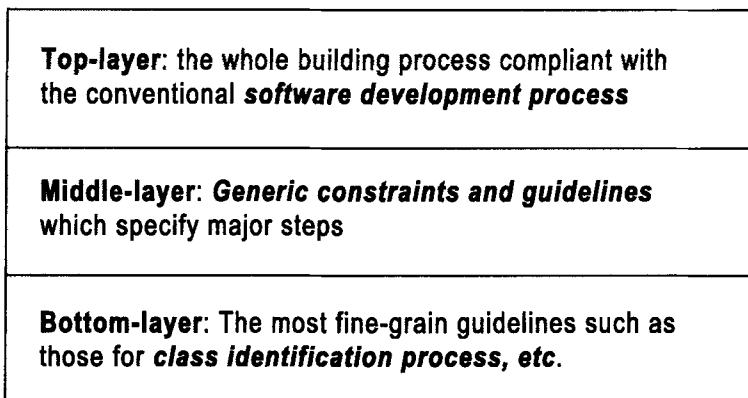 Top-layer: the whole building process compliant with
the conventional software development process
Middle-layer: Generic constraints and guidelines
which specify major steps
Bottom-layer: The most fine-grain guidelines such as
those for class identification process, etc.